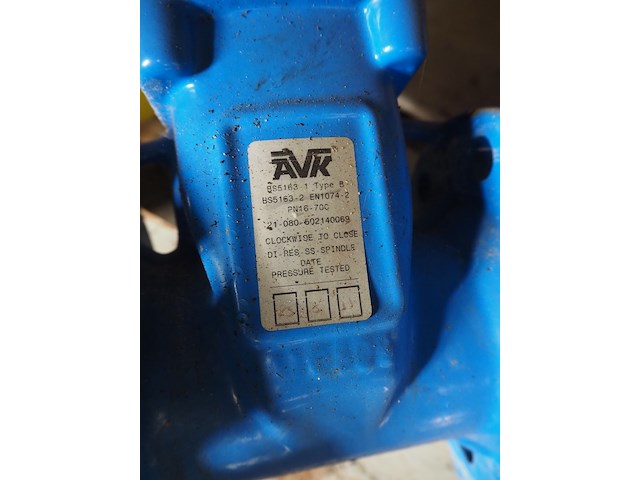 AVK
BS5163-1 Type B
BS5163-2 EN1074-2
PN16-70C
21-080-602140069
CLOCKWISE TO CLOSE
DI-RES SS-SPINDLE
DATE
PRESSURE TESTED